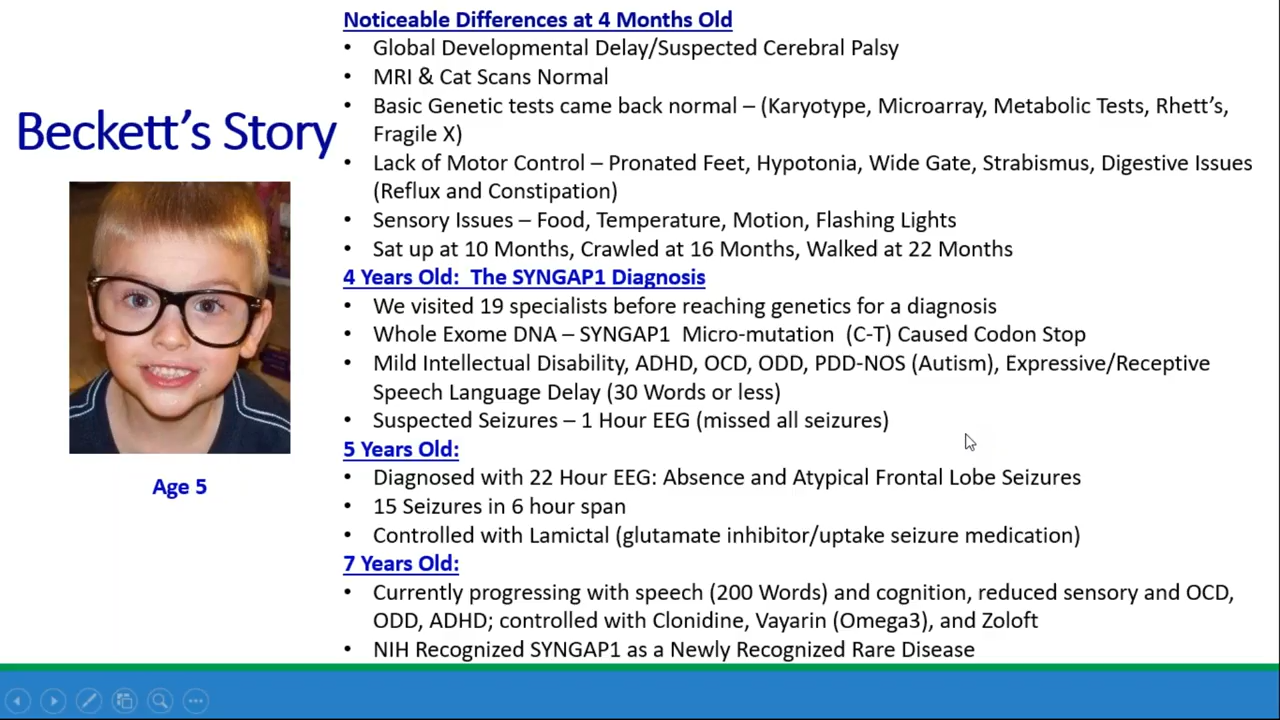 Beckett's Story
Age 5
Noticeable Differences at 4 Months Old
• Global Developmental Delay/Suspected Cerebral Palsy
• MRI & Cat Scans Normal
• Basic Genetic tests came back normal – (Karyotype, Microarray, Metabolic Tests, Rhett's,
Fragile X)
• Lack of Motor Control – Pronated Feet, Hypotonia, Wide Gate, Strabismus, Digestive Issues
(Reflux and Constipation)
• Sensory Issues – Food, Temperature, Motion, Flashing Lights
• Sat up at 10 Months, Crawled at 16 Months, Walked at 22 Months
4 Years Old: The SYNGAP1 Diagnosis
• We visited 19 specialists before reaching genetics for a diagnosis
• Whole Exome DNA – SYNGAP1 Micro-mutation (C-T) Caused Codon Stop
• Mild Intellectual Disability, ADHD, OCD, ODD, PDD-NOS (Autism), Expressive/Receptive
Speech Language Delay (30 Words or less)
• Suspected Seizures – 1 Hour EEG (missed all seizures)
5 Years Old:
• Diagnosed with 22 Hour EEG: Absence and Atypical Frontal Lobe Seizures
• 15 Seizures in 6 hour span
• Controlled with Lamictal (glutamate inhibitor/uptake seizure medication)
7 Years Old:
• Currently progressing with speech (200 Words) and cognition, reduced sensory and OCD,
ODD, ADHD; controlled with Clonidine, Vayarin (Omega3), and Zoloft
• NIH Recognized SYNGAP1 as a Newly Recognized Rare Disease